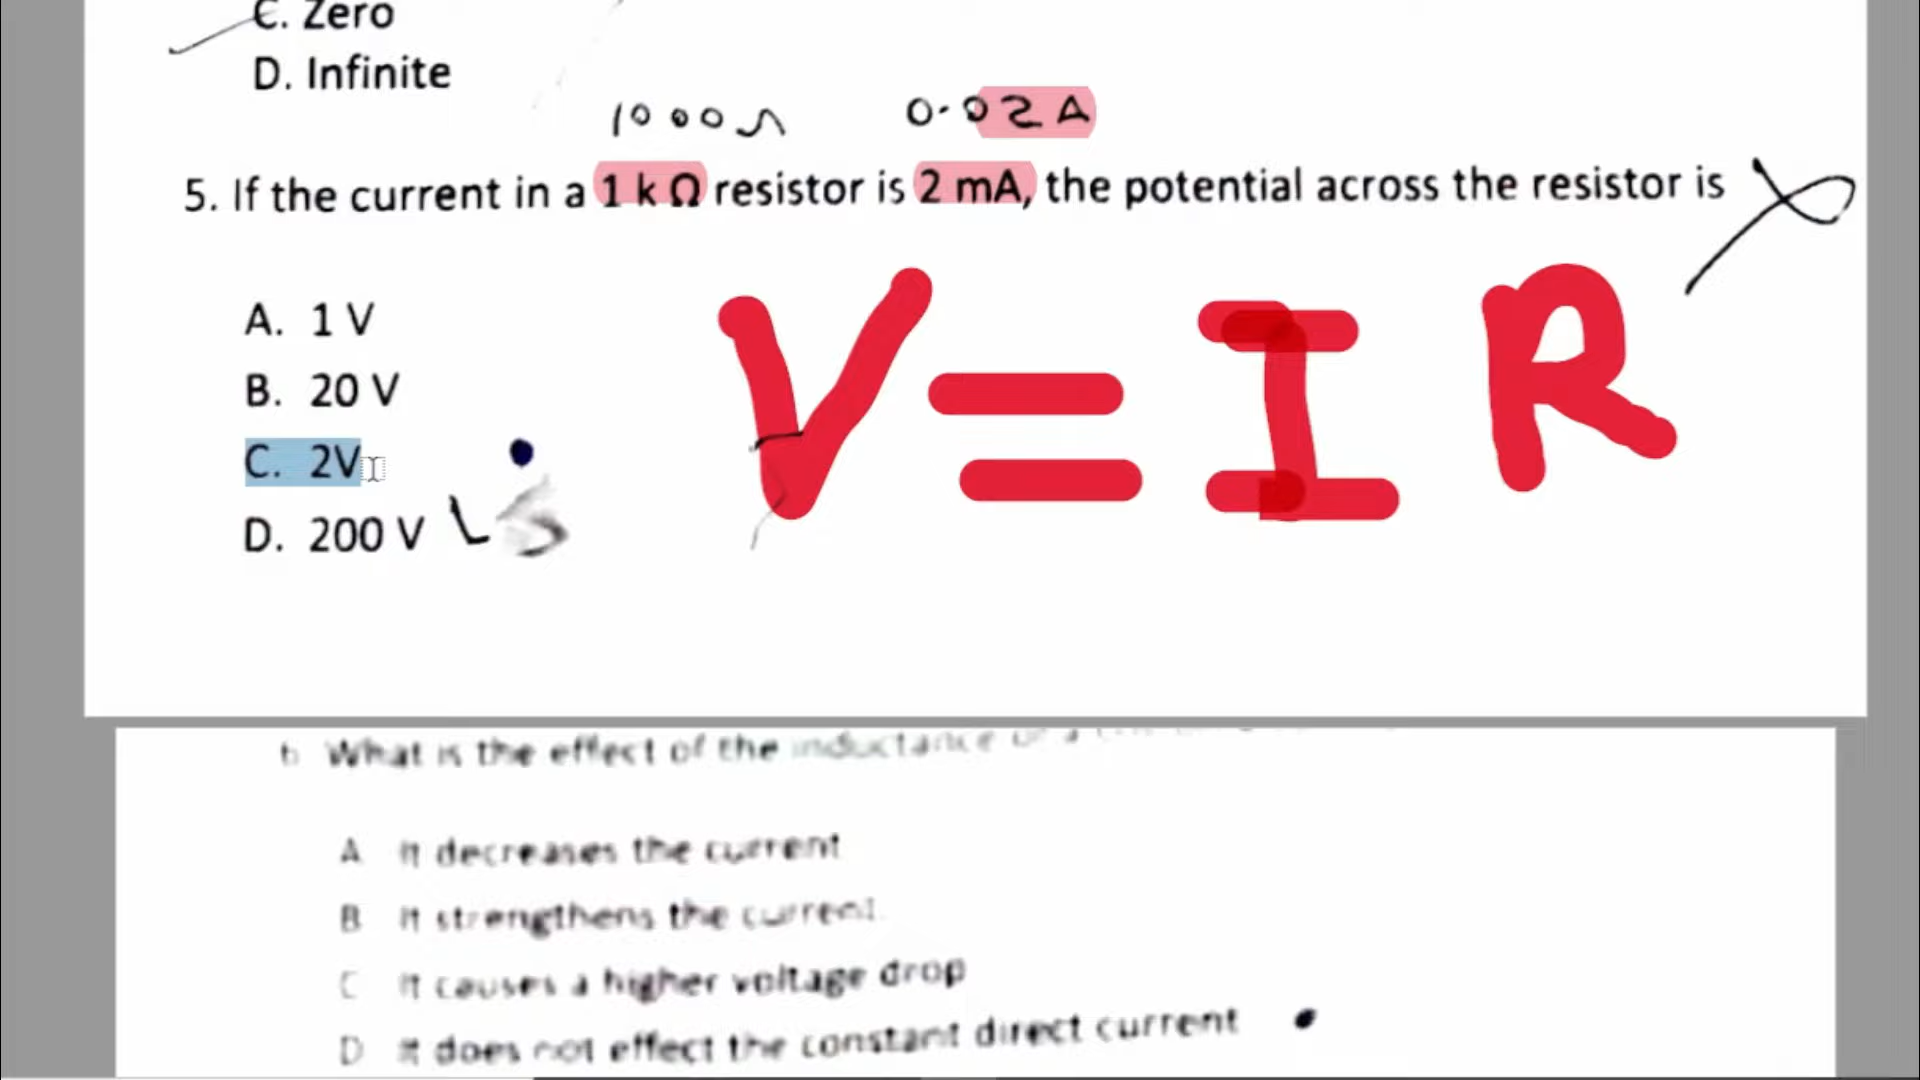 C. Zero
D. Infinite
1000Ω 0.02A
5. If the current in a 1 k Ω resistor is 2 mA, the potential across the resistor is
A. 1 V
B. 20 V
C. 2V
D. 200 V
V = I R
What is the effect of the inductance of a
A It decreases the current
B It strengthens the current
C It causes a higher voltage drop
D It does not effect the constant direct current